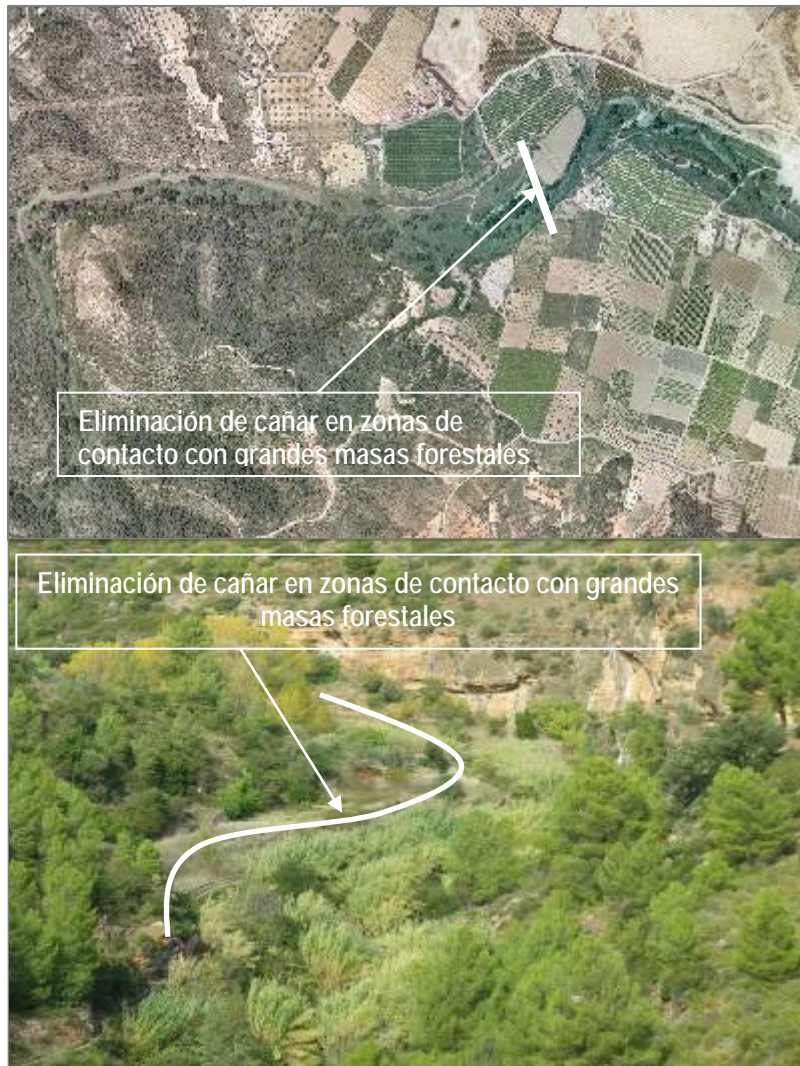 Eliminación de cañar en zonas de
contacto con grandes masas forestales
Eliminación de cañar en zonas de contacto con grandes
masas forestales